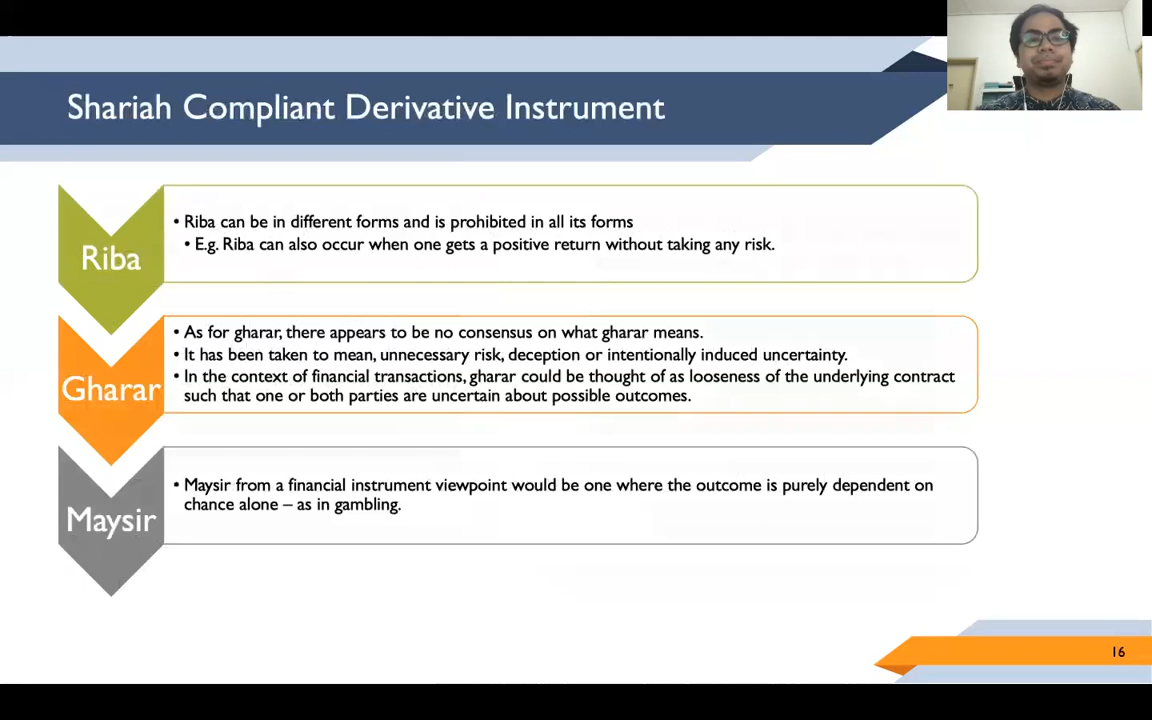 Shariah Compliant Derivative Instrument
Riba
• Riba can be in different forms and is prohibited in all its forms
• E.g. Riba can also occur when one gets a positive return without taking any risk.
Gharar
• As for gharar, there appears to be no consensus on what gharar means.
• It has been taken to mean, unnecessary risk, deception or intentionally induced uncertainty.
• In the context of financial transactions, gharar could be thought of as looseness of the underlying contract
such that one or both parties are uncertain about possible outcomes.
Maysir
• Maysir from a financial instrument viewpoint would be one where the outcome is purely dependent on
chance alone – as in gambling.
16